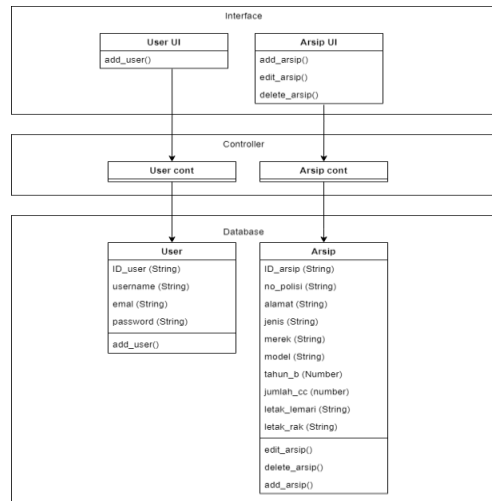 Interface
User UI
add_user()
Arsip UI
add_arsip()
edit_arsip()
delete_arsip()
Controller
User cont
Arsip cont
Database
User
ID_user (String)
username (String)
emal (String)
password (String)
add_user()
Arsip
ID_arsip (String)
no_polisi (String)
alamat (String)
jenis (String)
merek (String)
model (String)
tahun_b (Number)
jumlah_cc (number)
letak_lemari (String)
letak_rak (String)
edit_arsip()
delete_arsip()
add_arsip()